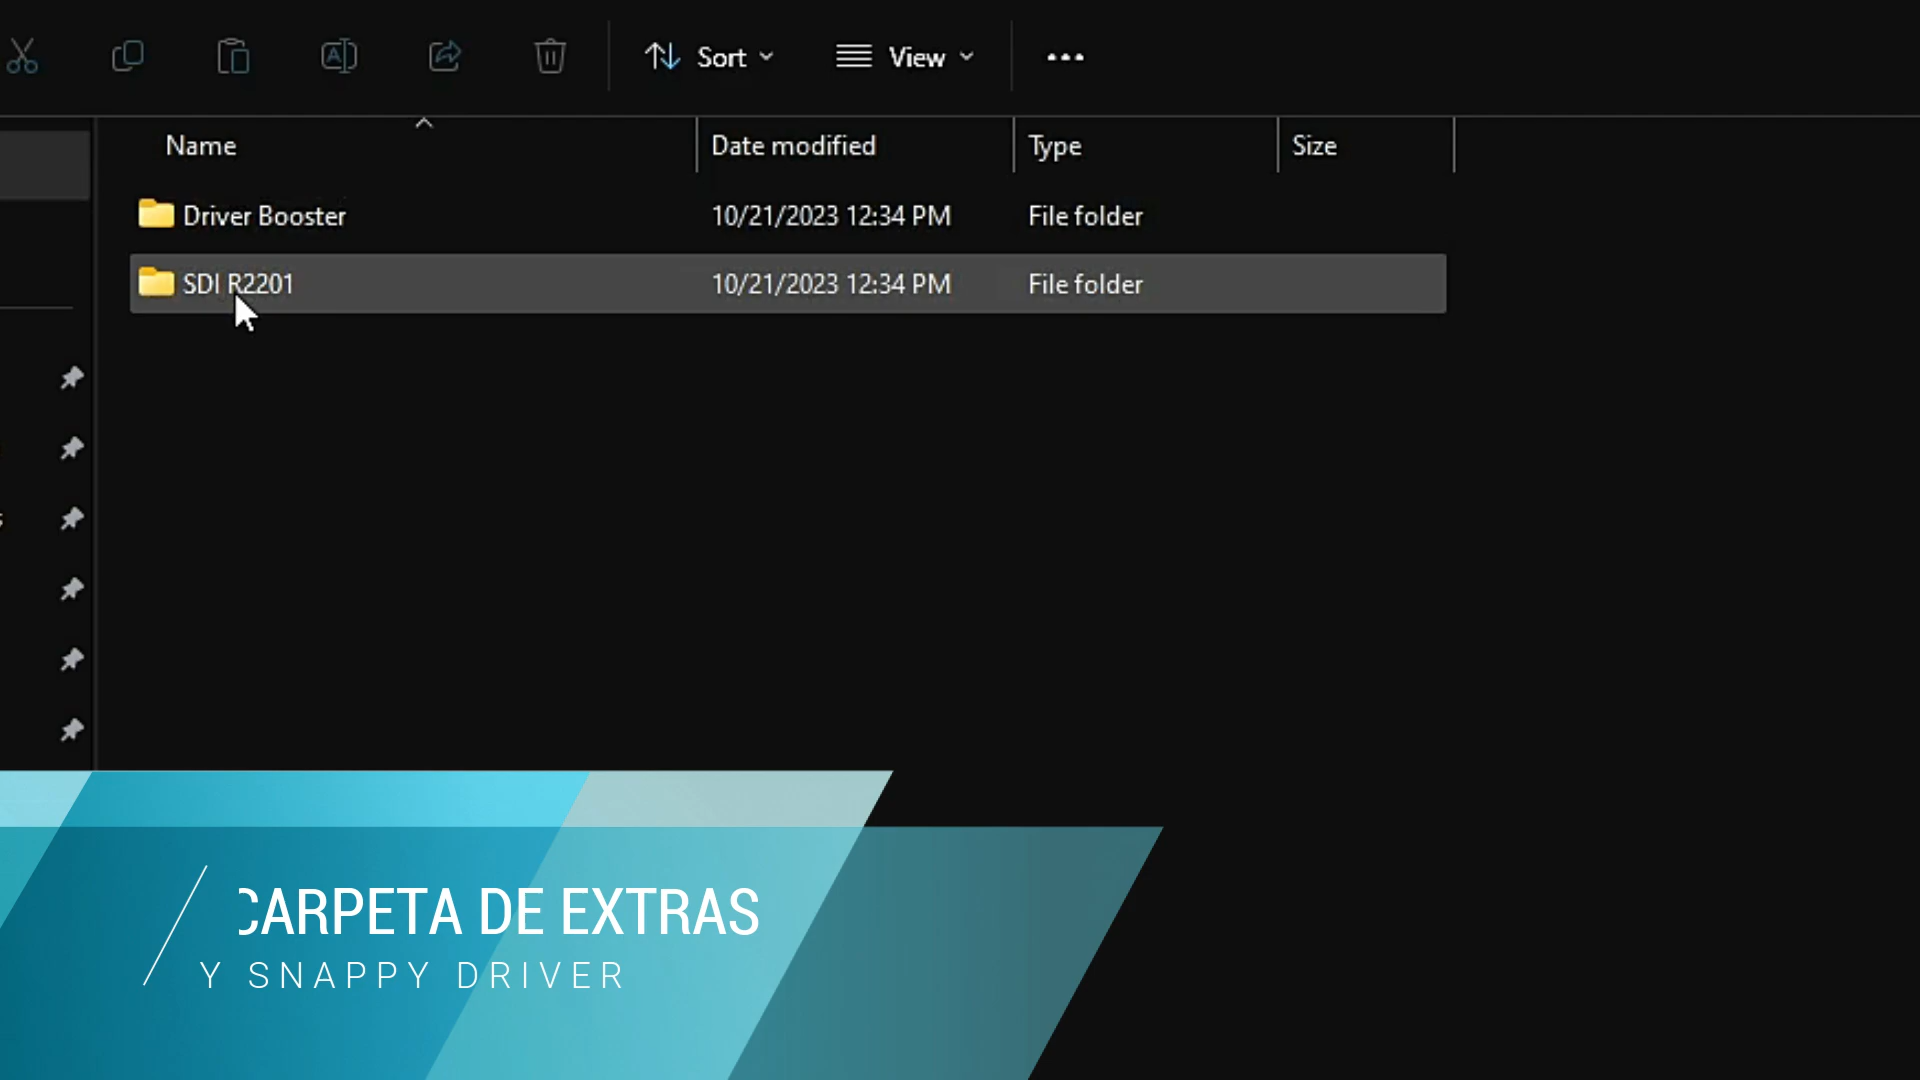 Sort View
Name Date modified Type Size
Driver Booster 10/21/2023 12:34 PM File folder
SDI R2201 10/21/2023 12:34 PM File folder
CARPETA DE EXTRAS
Y SNAPPY DRIVER